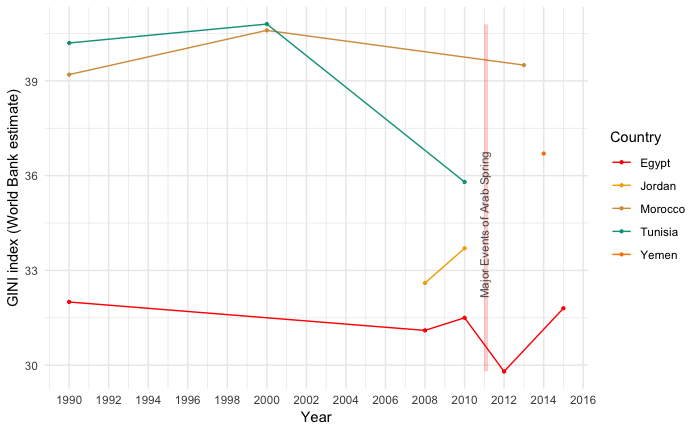 39
36
33
30
GINI index (World Bank estimate)
Major Events of Arab Spring
1990 1992 1994 1996 1998 2000 2002 2002 2004 2006 2008 2010 2012 2014 2016
Year
Country
Egypt
Jordan
Morocco
Tunisia
Yemen